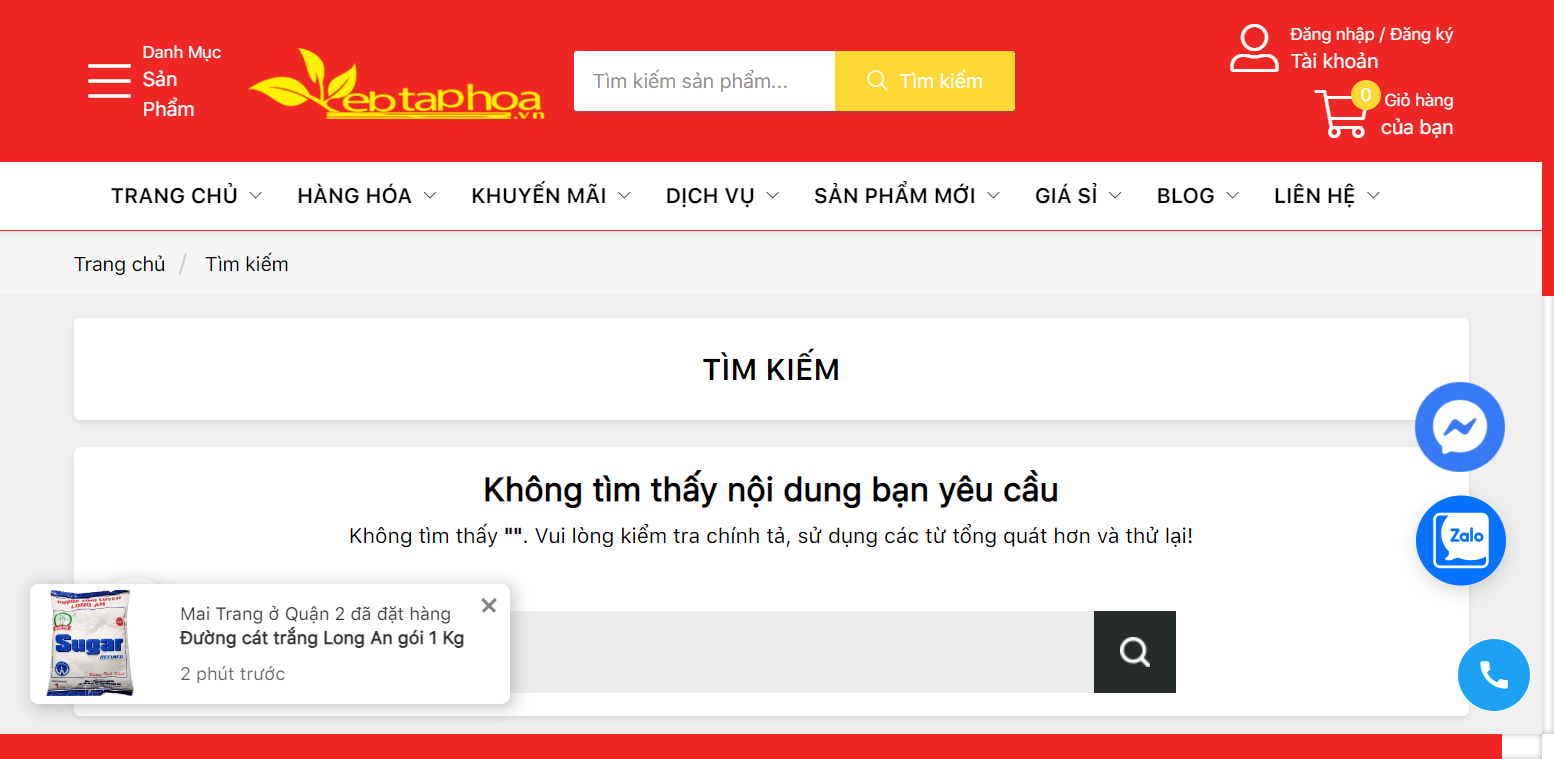 Danh Mục
Sản
Phẩm
ebtaphoa
.vn
Tìm kiếm sản phẩm...
Tìm kiếm
Đăng nhập / Đăng ký
Tài khoản
0
Giỏ hàng
của bạn
TRANG CHỦ
HÀNG HÓA
KHUYẾN MÃI
DỊCH VỤ
SẢN PHẨM MỚI
GIÁ SỈ
BLOG
LIÊN HỆ
Trang chủ / Tìm kiếm
TÌM KIẾM
Không tìm thấy nội dung bạn yêu cầu
Không tìm thấy "". Vui lòng kiểm tra chính tả, sử dụng các từ tổng quát hơn và thử lại!
Zalo
LONG AN
Sugar
REFINED
Mai Trang ở Quận 2 đã đặt hàng
Đường cát trắng Long An gói 1 Kg
2 phút trước